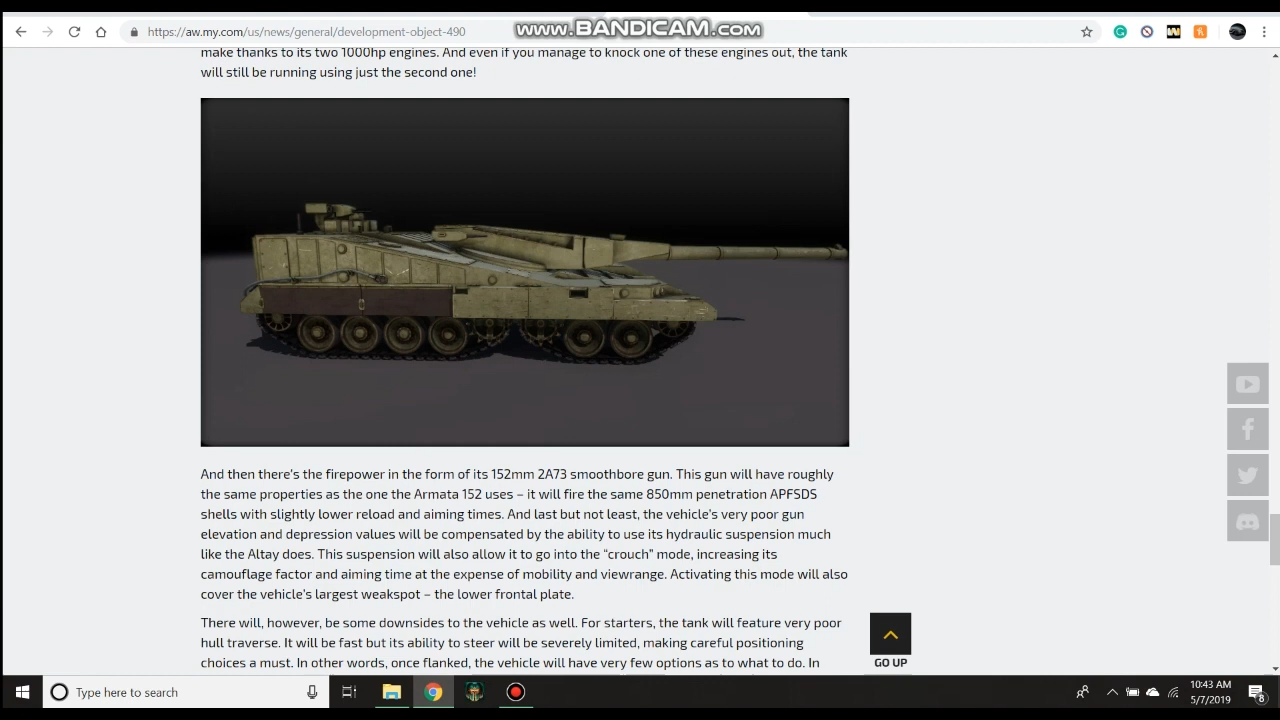 www.BANDICAM.com
https://aw.my.com/us/news/general/development-object-490
make thanks to its two 1000hp engines. And even if you manage to knock one of these engines out, the tank
will still be running using just the second one!
And then there's the firepower in the form of its 152mm 2A73 smoothbore gun. This gun will have roughly
the same properties as the one the Armata 152 uses – it will fire the same 850mm penetration APFSDS
shells with slightly lower reload and aiming times. And last but not least, the vehicle's very poor gun
elevation and depression values will be compensated by the ability to use its hydraulic suspension much
like the Altay does. This suspension will also allow it to go into the “crouch” mode, increasing its
camouflage factor and aiming time at the expense of mobility and viewrange. Activating this mode will also
cover the vehicle's largest weakspot – the lower frontal plate.
There will, however, be some downsides to the vehicle as well. For starters, the tank will feature very poor
hull traverse. It will be fast but its ability to steer will be severely limited, making careful positioning
choices a must. In other words, once flanked, the vehicle will have very few options as to what to do. In
GO UP
Type here to search
10:43 AM
5/7/2019
8